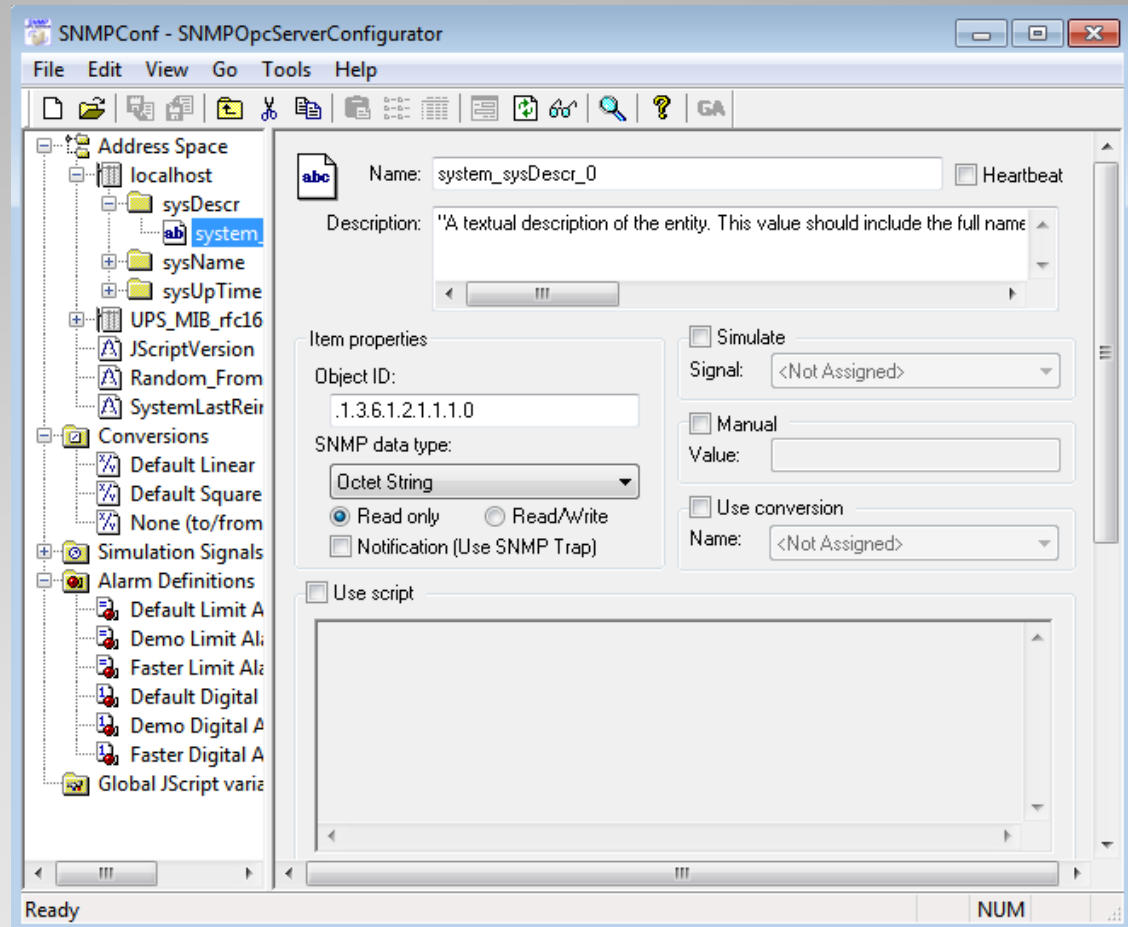 SNMPConf - SNMPOpcServerConfigurator
File Edit View Go Tools Help
GA
Address Space
localhost
sysDescr
ab system_
sysName
sysUpTime
UPS_MIB_rfc16
JScriptVersion
Random_From
SystemLastRein
Conversions
Default Linear
Default Square
None (to/from
Simulation Signals
Alarm Definitions
Default Limit A
Demo Limit Ala
Faster Limit Ala
Default Digital
Demo Digital A
Faster Digital A
Global JScript varia
abc Name: system_sysDescr_0 Heartbeat
Description: "A textual description of the entity. This value should include the full name
Item properties
Object ID:
.1.3.6.1.2.1.1.1.0
SNMP data type:
Octet String
Read only Read/Write
Notification (Use SNMP Trap)
Simulate
Signal: <Not Assigned>
Manual
Value:
Use conversion
Name: <Not Assigned>
Use script
Ready NUM